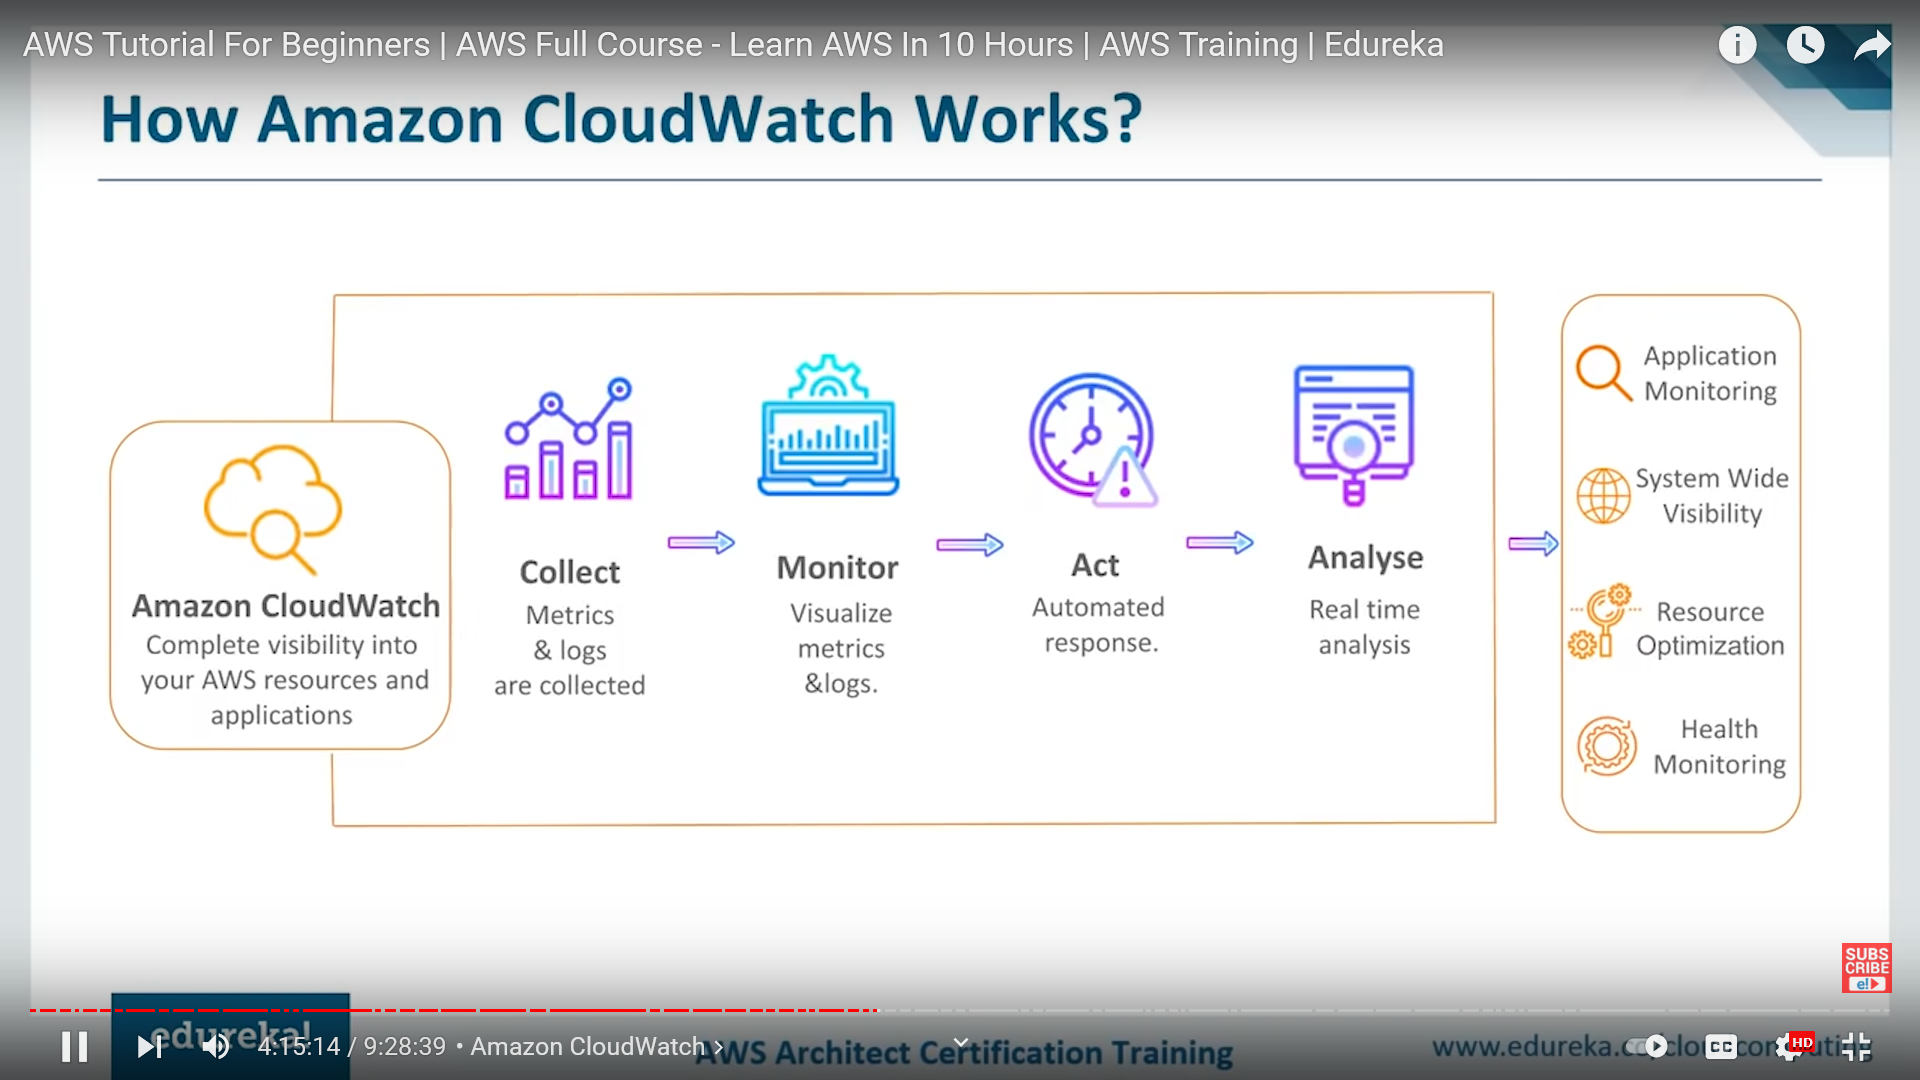 AWS Tutorial For Beginners | AWS Full Course - Learn AWS In 10 Hours | AWS Training | Edureka
How Amazon CloudWatch Works?
Amazon CloudWatch
Complete visibility into
your AWS resources and
applications
Collect
Metrics
& logs
are collected
Monitor
Visualize
metrics
&logs.
Act
Automated
response.
Analyse
Real time
analysis
Application
Monitoring
System Wide
Visibility
Resource
Optimization
Health
Monitoring
SUBS
CRIBE
e!
edureka!
4:15:14 / 9:28:39 • Amazon CloudWatch
AWS Architect Certification Training
www.edureka.co/cloudcomputing
CC
HD